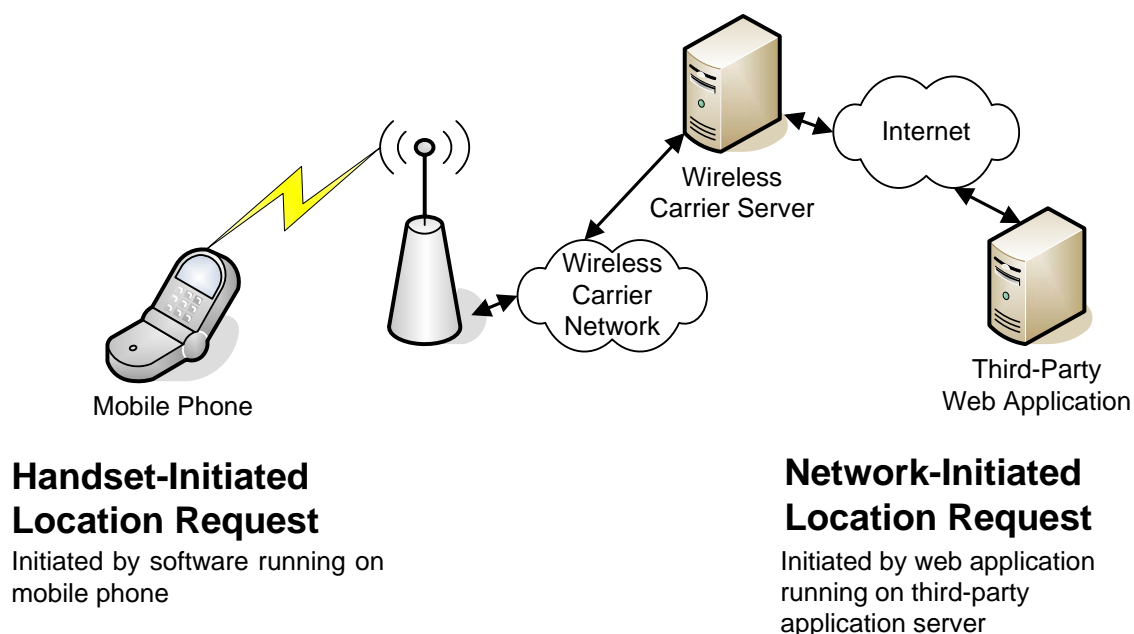 Internet
Wireless
Carrier Server
Wireless
Carrier
Network
Third-Party
Web Application
Mobile Phone
Handset-Initiated
Location Request
Initiated by software running on
mobile phone
Network-Initiated
Location Request
Initiated by web application
running on third-party
application server